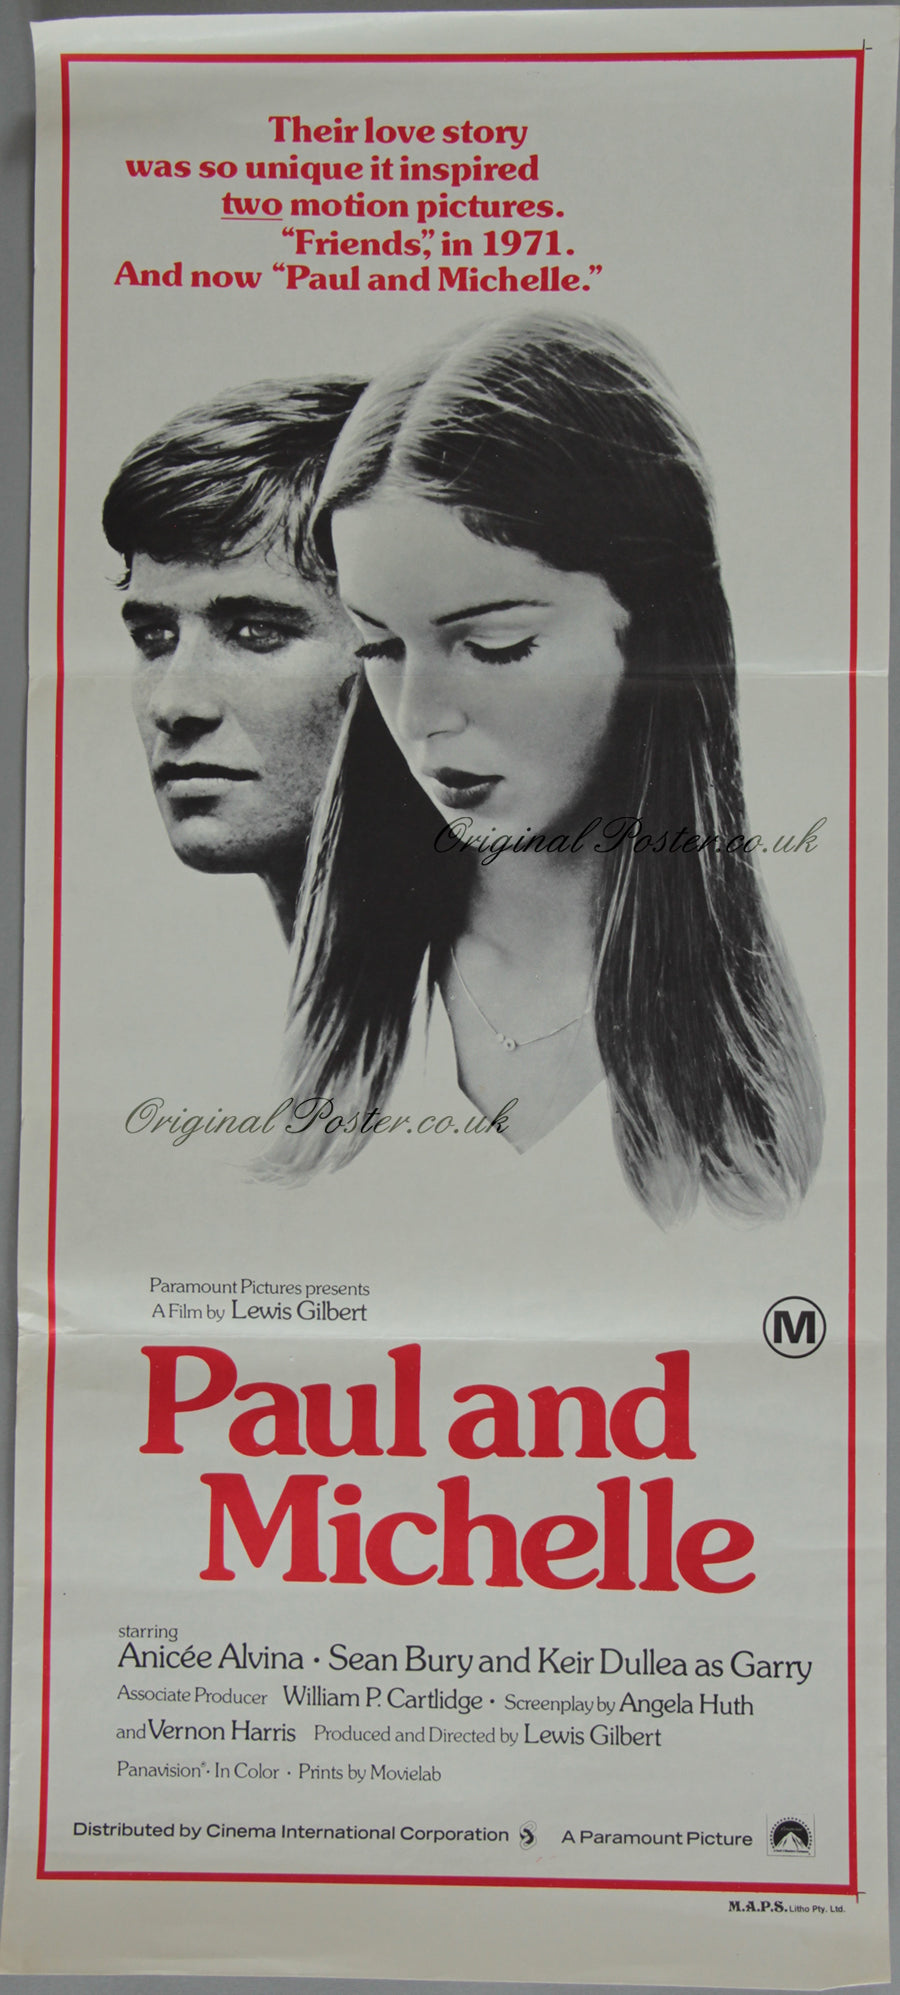 Their love story
was so unique it inspired
two motion pictures.
“Friends”, in 1971.
And now “Paul and Michelle.”
Original Poster.co.uk
Original Poster.co.uk
Paramount Pictures presents
A Film by Lewis Gilbert
M
Paul and
Michelle
starring
Anicée Alvina · Sean Bury and Keir Dullea as Garry
Associate Producer William P. Cartlidge · Screenplay by Angela Huth
and Vernon Harris Produced and Directed by Lewis Gilbert
Panavision® · In Color · Prints by Movielab
Distributed by Cinema International Corporation A Paramount Picture
M.A.P.S. Litho Pty. Ltd.